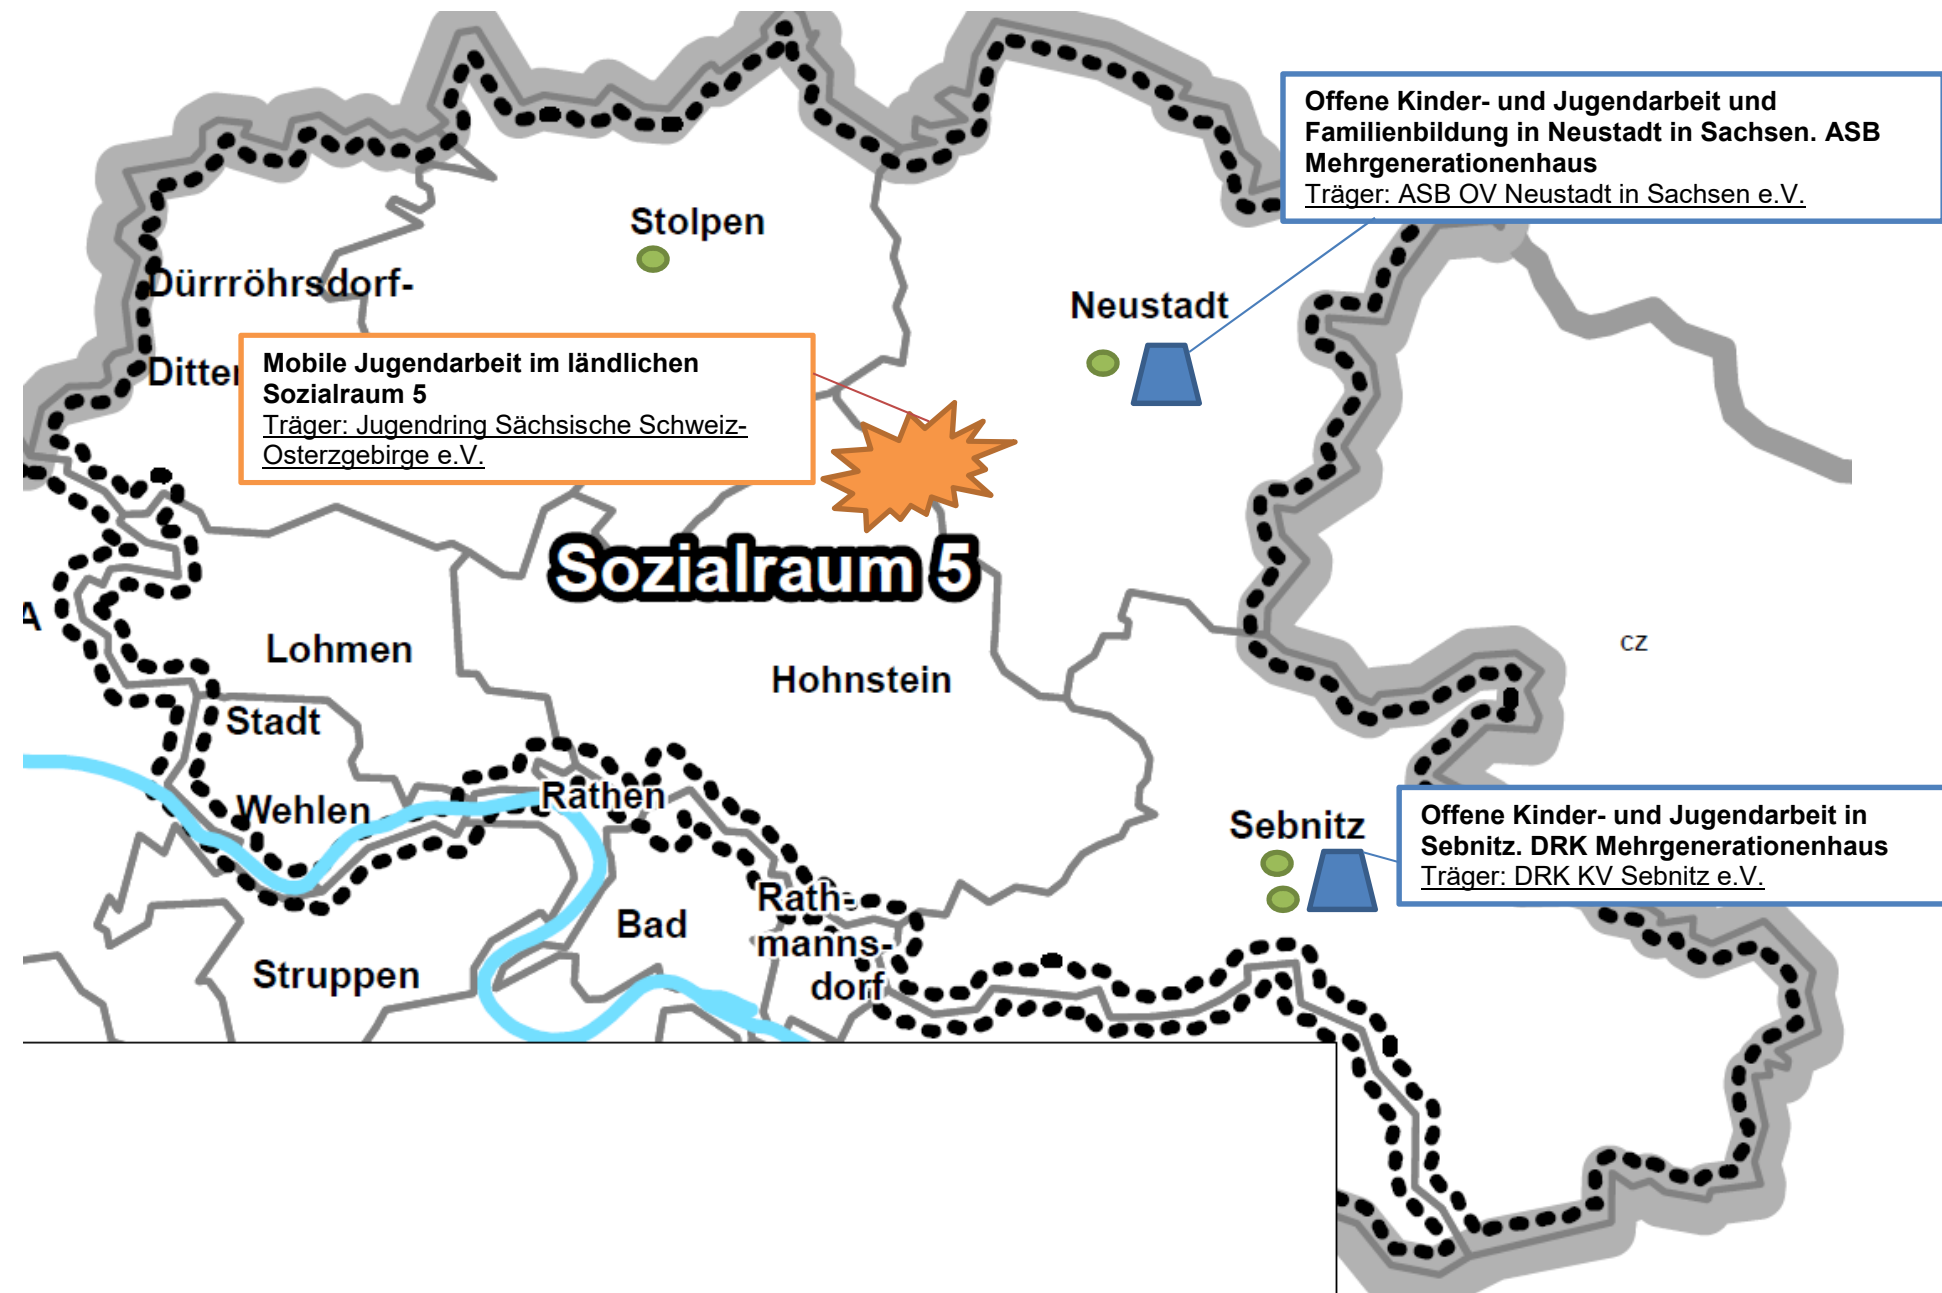 Offene Kinder- und Jugendarbeit und
Familienbildung in Neustadt in Sachsen. ASB
Mehrgenerationenhaus
Träger: ASB OV Neustadt in Sachsen e.V.
Stolpen
Dürrröhrsdorf-
Neustadt
Ditter
Mobile Jugendarbeit im ländlichen
Sozialraum 5
Träger: Jugendring Sächsische Schweiz-
Osterzgebirge e.V.
Sozialraum 5
A
Lohmen
cz
Hohnstein
Stadt
Wehlen
Rathen
Sebnitz
Offene Kinder- und Jugendarbeit in
Sebnitz. DRK Mehrgenerationenhaus
Träger: DRK KV Sebnitz e.V.
Bad
Rath-
manns-
dorf
Struppen